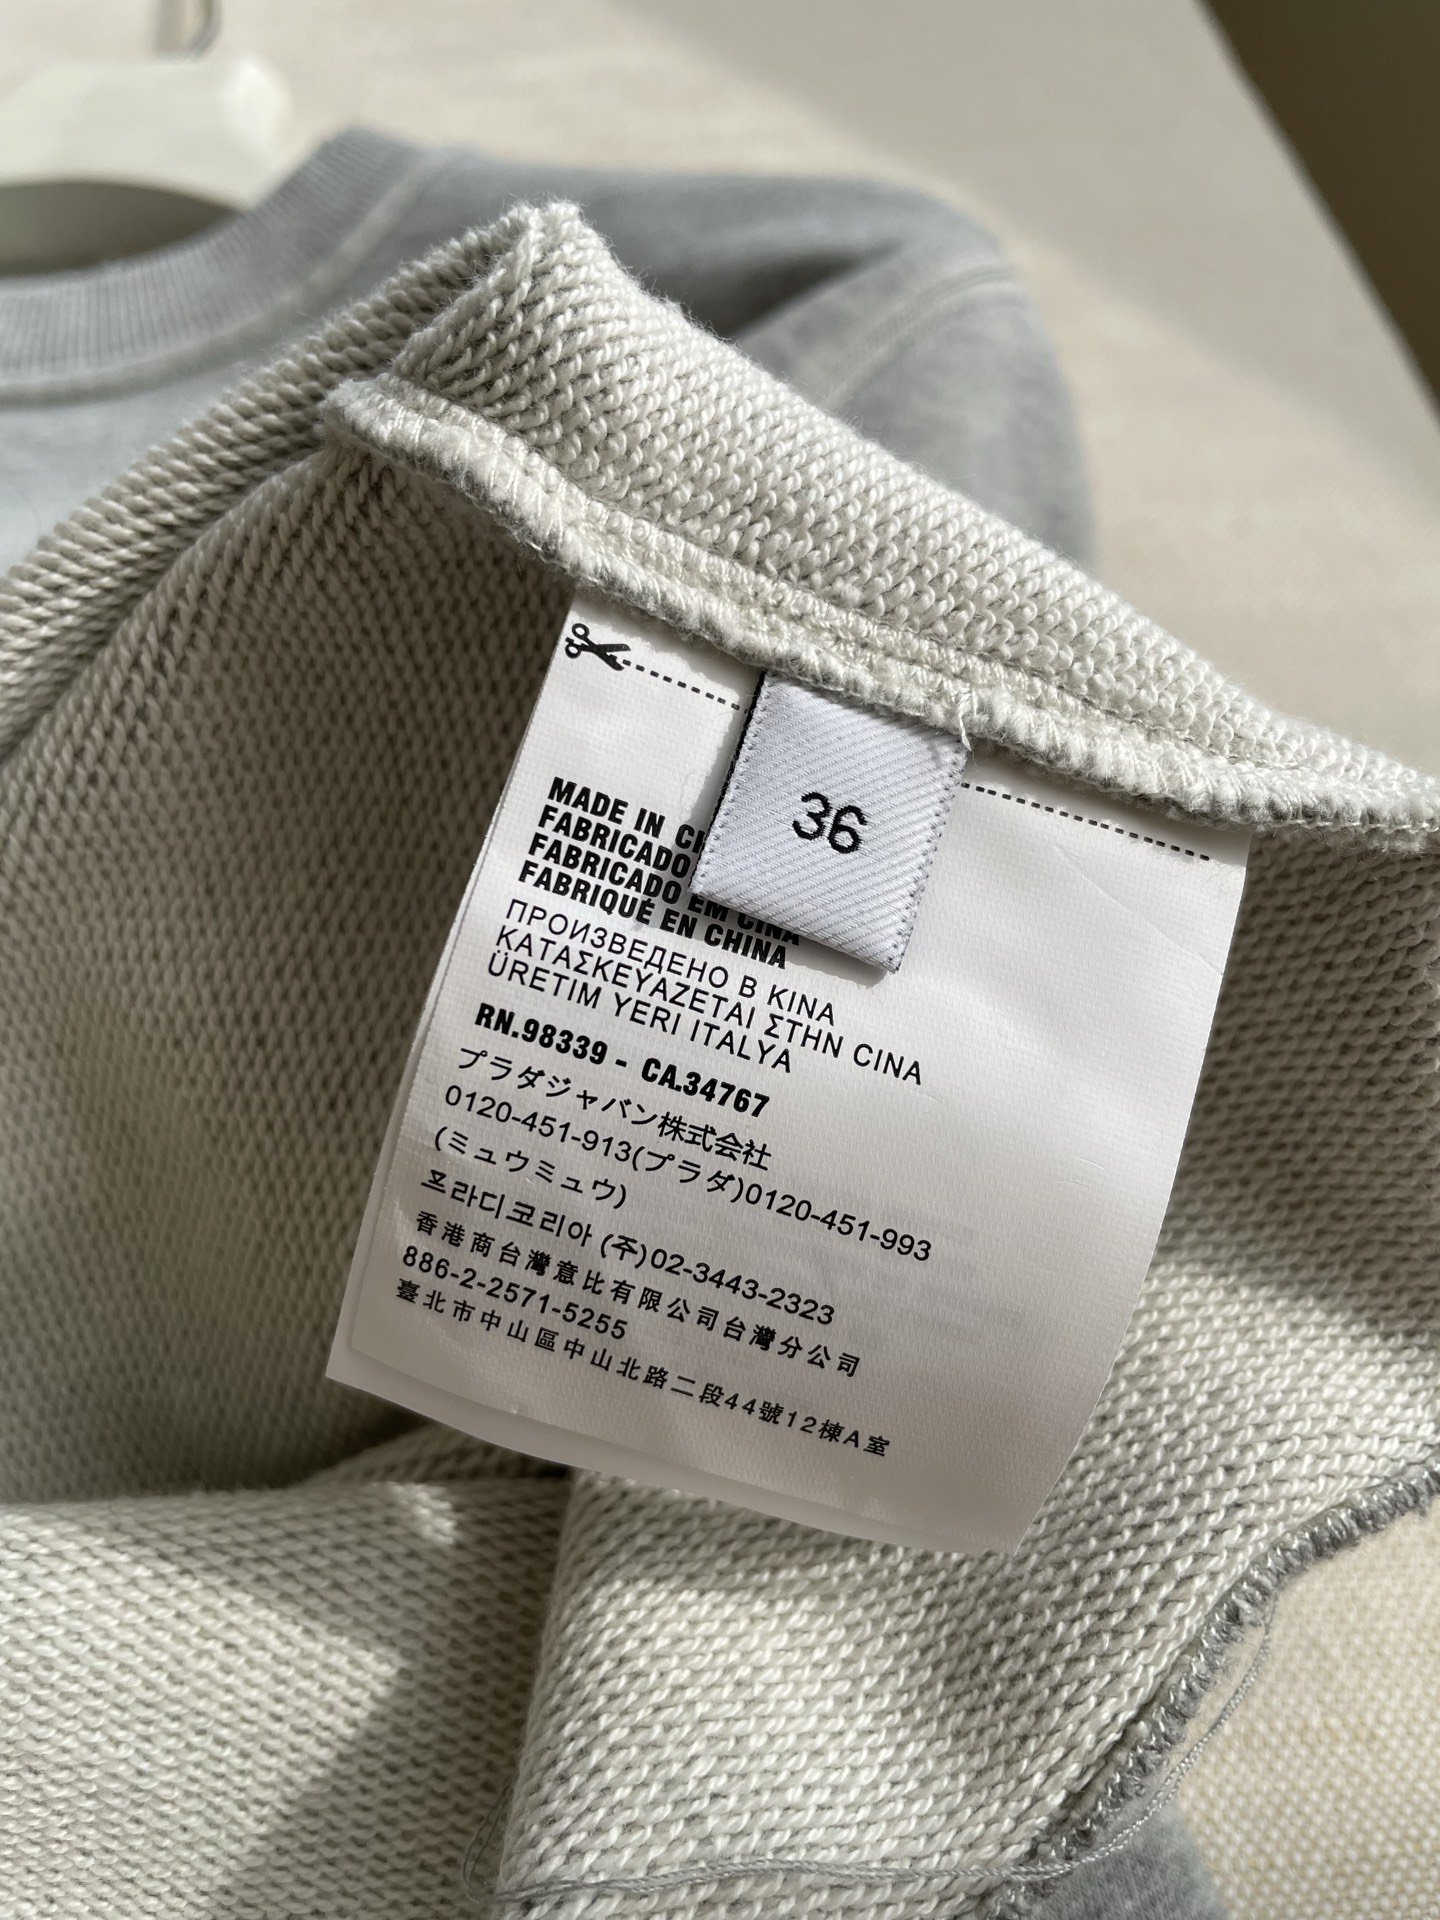 36
MADE IN
FABRICADO
FABRICADO EM CINA
FABRIQUÉ EN CHINA
ПРОИЗВЕДЕНО В KINA
ΚΑΤΑΣΚΕΥΑΖΕΤΑΙ ΣΤΗΝ CINA
ÜRETIM YERI ITALYA
RN.98339 - CA.34767
プラダジャパン株式会社
0120-451-913(プラダ)0120-451-993
(ミュウミュウ)
프라디코리아 (주)02-3443-2323
香港商台灣意比有限公司台灣分公司
886-2-2571-5255
臺北市中山區中山北路二段44號12棟A室